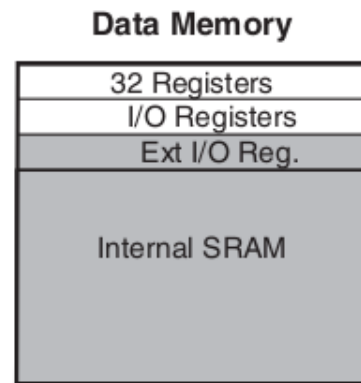 Data Memory
32 Registers
I/O Registers
Ext I/O Reg.
Internal SRAM